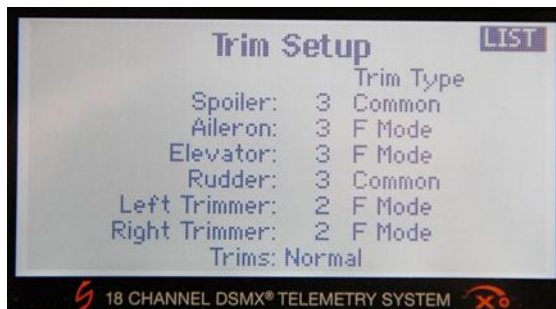 Trim Setup LIST
Trim Type
Spoiler: 3 Common
Aileron: 3 F Mode
Elevator: 3 F Mode
Rudder: 3 Common
Left Trimmer: 2 F Mode
Right Trimmer: 2 F Mode
Trims: Normal
18 CHANNEL DSMX® TELEMETRY SYSTEM